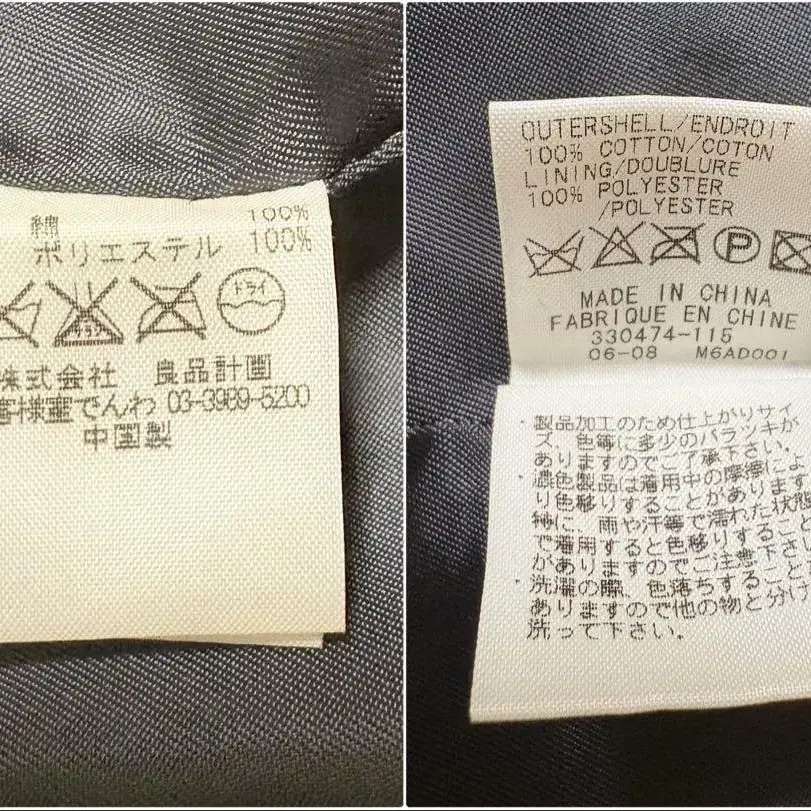 綿 100%
ポリエステル 100%
ドライ
株式会社 良品計画
客様室でんわ 03-3989-5200
中国製
OUTERSHELL/ENDROIT
100% COTTON/COTON
LINING/DOUBLURE
100% POLYESTER
/POLYESTER
P
MADE IN CHINA
FABRIQUE EN CHINE
330474-115
06-08 M6AD001
・製品加工のため仕上がりサイ
ズ、色等に多少のバラツキが
ありますのでご了承下さい。
・濃色製品は着用中の摩擦によ
り色移りすることがあります
特に、雨や汗等で濡れた状態
で着用すると色移りすること
がありますのでご注意下さい
・洗濯の際、色落ちすること
ありますので他の物と分け
洗って下さい。